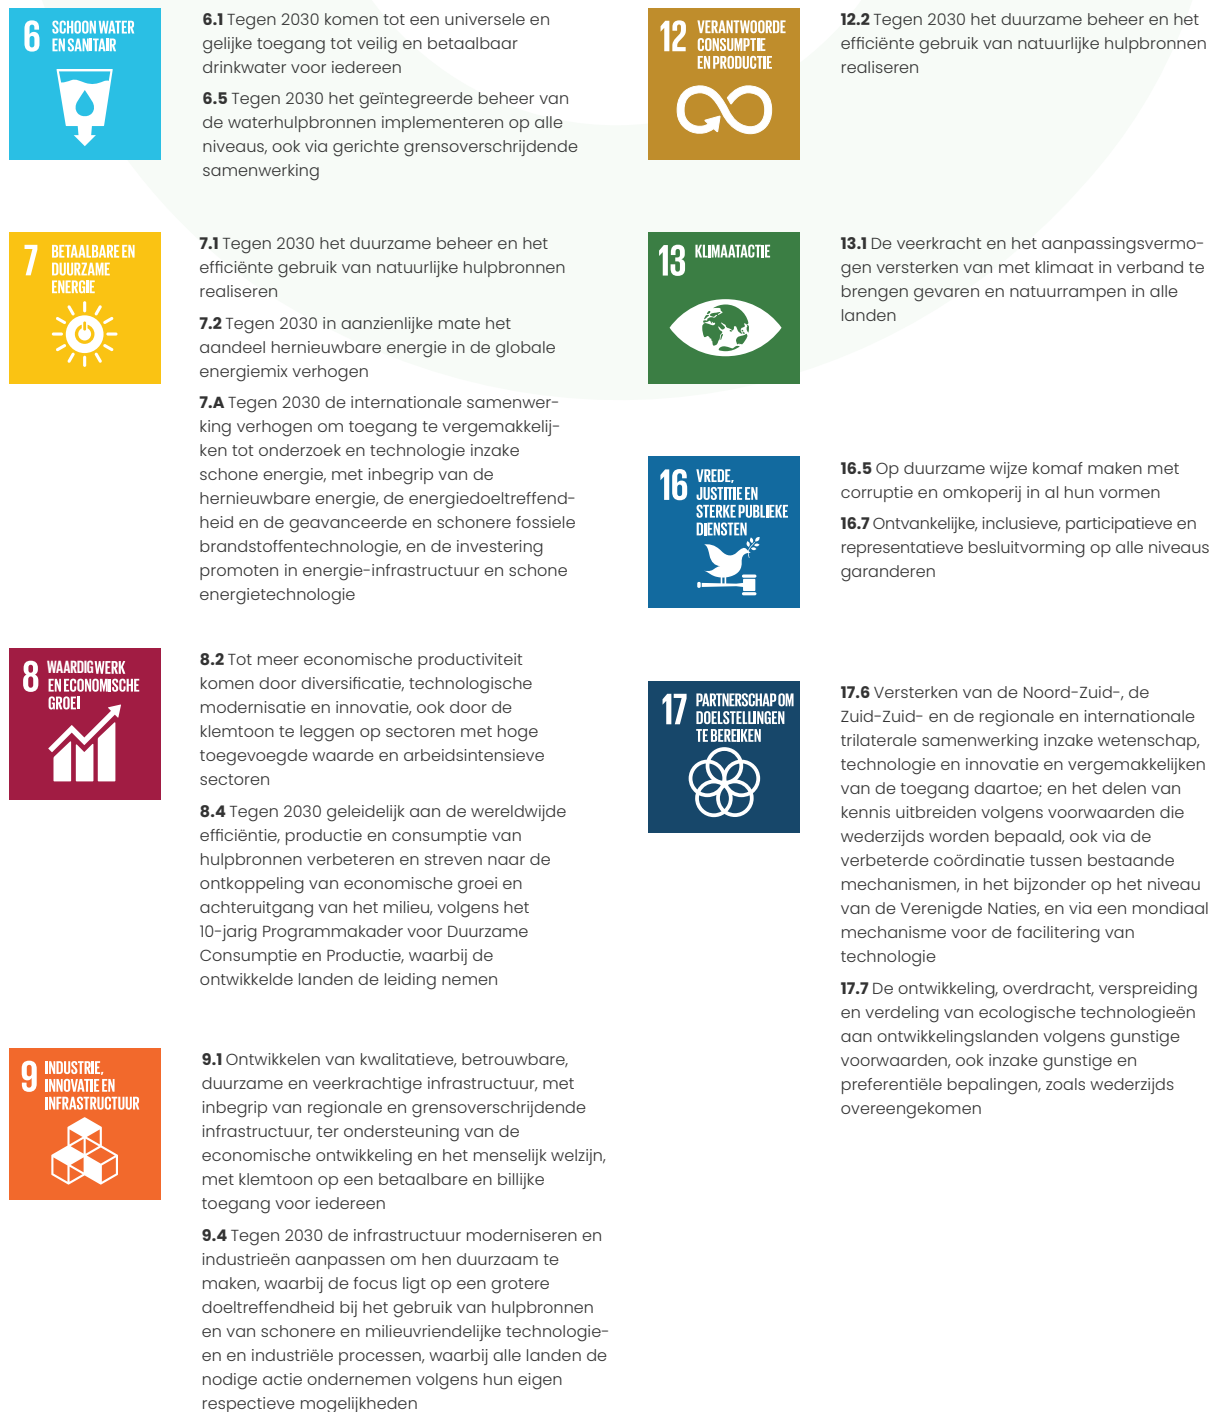 6 SCHOON WATER
EN SANITAIR
6.1 Tegen 2030 komen tot een universele en
gelijke toegang tot veilig en betaalbaar
drinkwater voor iedereen
6.5 Tegen 2030 het geïntegreerde beheer van
de waterhulpbronnen implementeren op alle
niveaus, ook via gerichte grensoverschrijdende
samenwerking
7 BETAALBARE EN
DUURZAME
ENERGIE
7.1 Tegen 2030 het duurzame beheer en het
efficiënte gebruik van natuurlijke hulpbronnen
realiseren
7.2 Tegen 2030 in aanzienlijke mate het
aandeel hernieuwbare energie in de globale
energiemix verhogen
7.A Tegen 2030 de internationale samenwer-
king verhogen om toegang te vergemakkelij-
ken tot onderzoek en technologie inzake
schone energie, met inbegrip van de
hernieuwbare energie, de energiedoeltreffend-
heid en de geavanceerde en schonere fossiele
brandstoffentechnologie, en de investering
promoten in energie-infrastructuur en schone
energietechnologie
8 WAARDIG WERK
EN ECONOMISCHE
GROEI
8.2 Tot meer economische productiviteit
komen door diversificatie, technologische
modernisatie en innovatie, ook door de
klemtoon te leggen op sectoren met hoge
toegevoegde waarde en arbeidsintensieve
sectoren
8.4 Tegen 2030 geleidelijk aan de wereldwijde
efficiëntie, productie en consumptie van
hulpbronnen verbeteren en streven naar de
ontkoppeling van economische groei en
achteruitgang van het milieu, volgens het
10-jarig Programmakader voor Duurzame
Consumptie en Productie, waarbij de
ontwikkelde landen de leiding nemen
9 INDUSTRIE,
INNOVATIE EN
INFRASTRUCTUUR
9.1 Ontwikkelen van kwalitatieve, betrouwbare,
duurzame en veerkrachtige infrastructuur, met
inbegrip van regionale en grensoverschrijdende
infrastructuur, ter ondersteuning van de
economische ontwikkeling en het menselijk welzijn,
met klemtoon op een betaalbare en billijke
toegang voor iedereen
9.4 Tegen 2030 de infrastructuur moderniseren en
industrieën aanpassen om hen duurzaam te
maken, waarbij de focus ligt op een grotere
doeltreffendheid bij het gebruik van hulpbronnen
en van schonere en milieuvriendelijke technologie-
en en industriële processen, waarbij alle landen de
nodige actie ondernemen volgens hun eigen
respectieve mogelijkheden
12 VERANTWOORDE
CONSUMPTIE
EN PRODUCTIE
12.2 Tegen 2030 het duurzame beheer en het
efficiënte gebruik van natuurlijke hulpbronnen
realiseren
13 KLIMAATACTIE
13.1 De veerkracht en het aanpassingsvermo-
gen versterken van met klimaat in verband te
brengen gevaren en natuurrampen in alle
landen
16 VREDE,
JUSTITIE EN
STERKE PUBLIEKE
DIENSTEN
16.5 Op duurzame wijze komaf maken met
corruptie en omkoperij in al hun vormen
16.7 Ontvankelijke, inclusieve, participatieve en
representatieve besluitvorming op alle niveaus
garanderen
17 PARTNERSCHAP OM
DOELSTELLINGEN
TE BEREIKEN
17.6 Versterken van de Noord-Zuid-, de
Zuid-Zuid- en de regionale en internationale
trilaterale samenwerking inzake wetenschap,
technologie en innovatie en vergemakkelijken
van de toegang daartoe; en het delen van
kennis uitbreiden volgens voorwaarden die
wederzijds worden bepaald, ook via de
verbeterde coördinatie tussen bestaande
mechanismen, in het bijzonder op het niveau
van de Verenigde Naties, en via een mondiaal
mechanisme voor de facilitering van
technologie
17.7 De ontwikkeling, overdracht, verspreiding
en verdeling van ecologische technologieën
aan ontwikkelingslanden volgens gunstige
voorwaarden, ook inzake gunstige en
preferentiële bepalingen, zoals wederzijds
overeengekomen